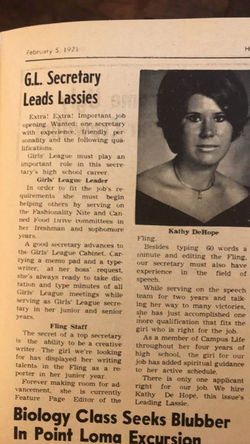 February 5, 1971
H
G.L. Secretary
Leads Lassies
Extra! Extra! Important job
opening. Wanted: one secretary
with experience, friendly per-
sonality and the following qua-
lifications.
Girls' League must play an
important role in this secre-
tary's high school career.
Girls' League Leader
In order to fit the job's re-
quirements she must begin
helping others by serving on
the Fashionality Nite and Can-
ned Food Drive committees in
her freshman and sophomore
years.
A good secretary advances to
the Girls' League Cabinet. Car-
rying a memo pad and a type-
writer, at her boss' request,
she's always ready to take dic-
tation and type minutes of all
Girls' League meetings while
serving as Girls' League secre-
tary in her junior and senior
years.
Fling Staff
The secret of a top secretary
is the ability to be a creative
writer. The girl we're looking
for has displayed her writing
talents in the Fling as a re-
porter in her junior year.
Forever making room for ad-
vancement, she is currently
Feature Page Editor of the
Kathy DeHope
Fling.
Besides typing 60 words a
minute and editing the Fling,
our secretary must also have
experience in the field of
speech.
While serving on the speech
team for two years and talk-
ing her way to many victories,
she has just accomplished one
more qualification that fits the
girl who is right for the job.
As a member of Campus Life
throughout her four years of
high school, the girl for our
job has added spiritual guidance
to her active schedule.
There is only one applicant
right for our job. We hire
Kathy De Hope, this issue's
Leading Lassie.
Biology Class Seeks Blubber
In Point Loma Excursion